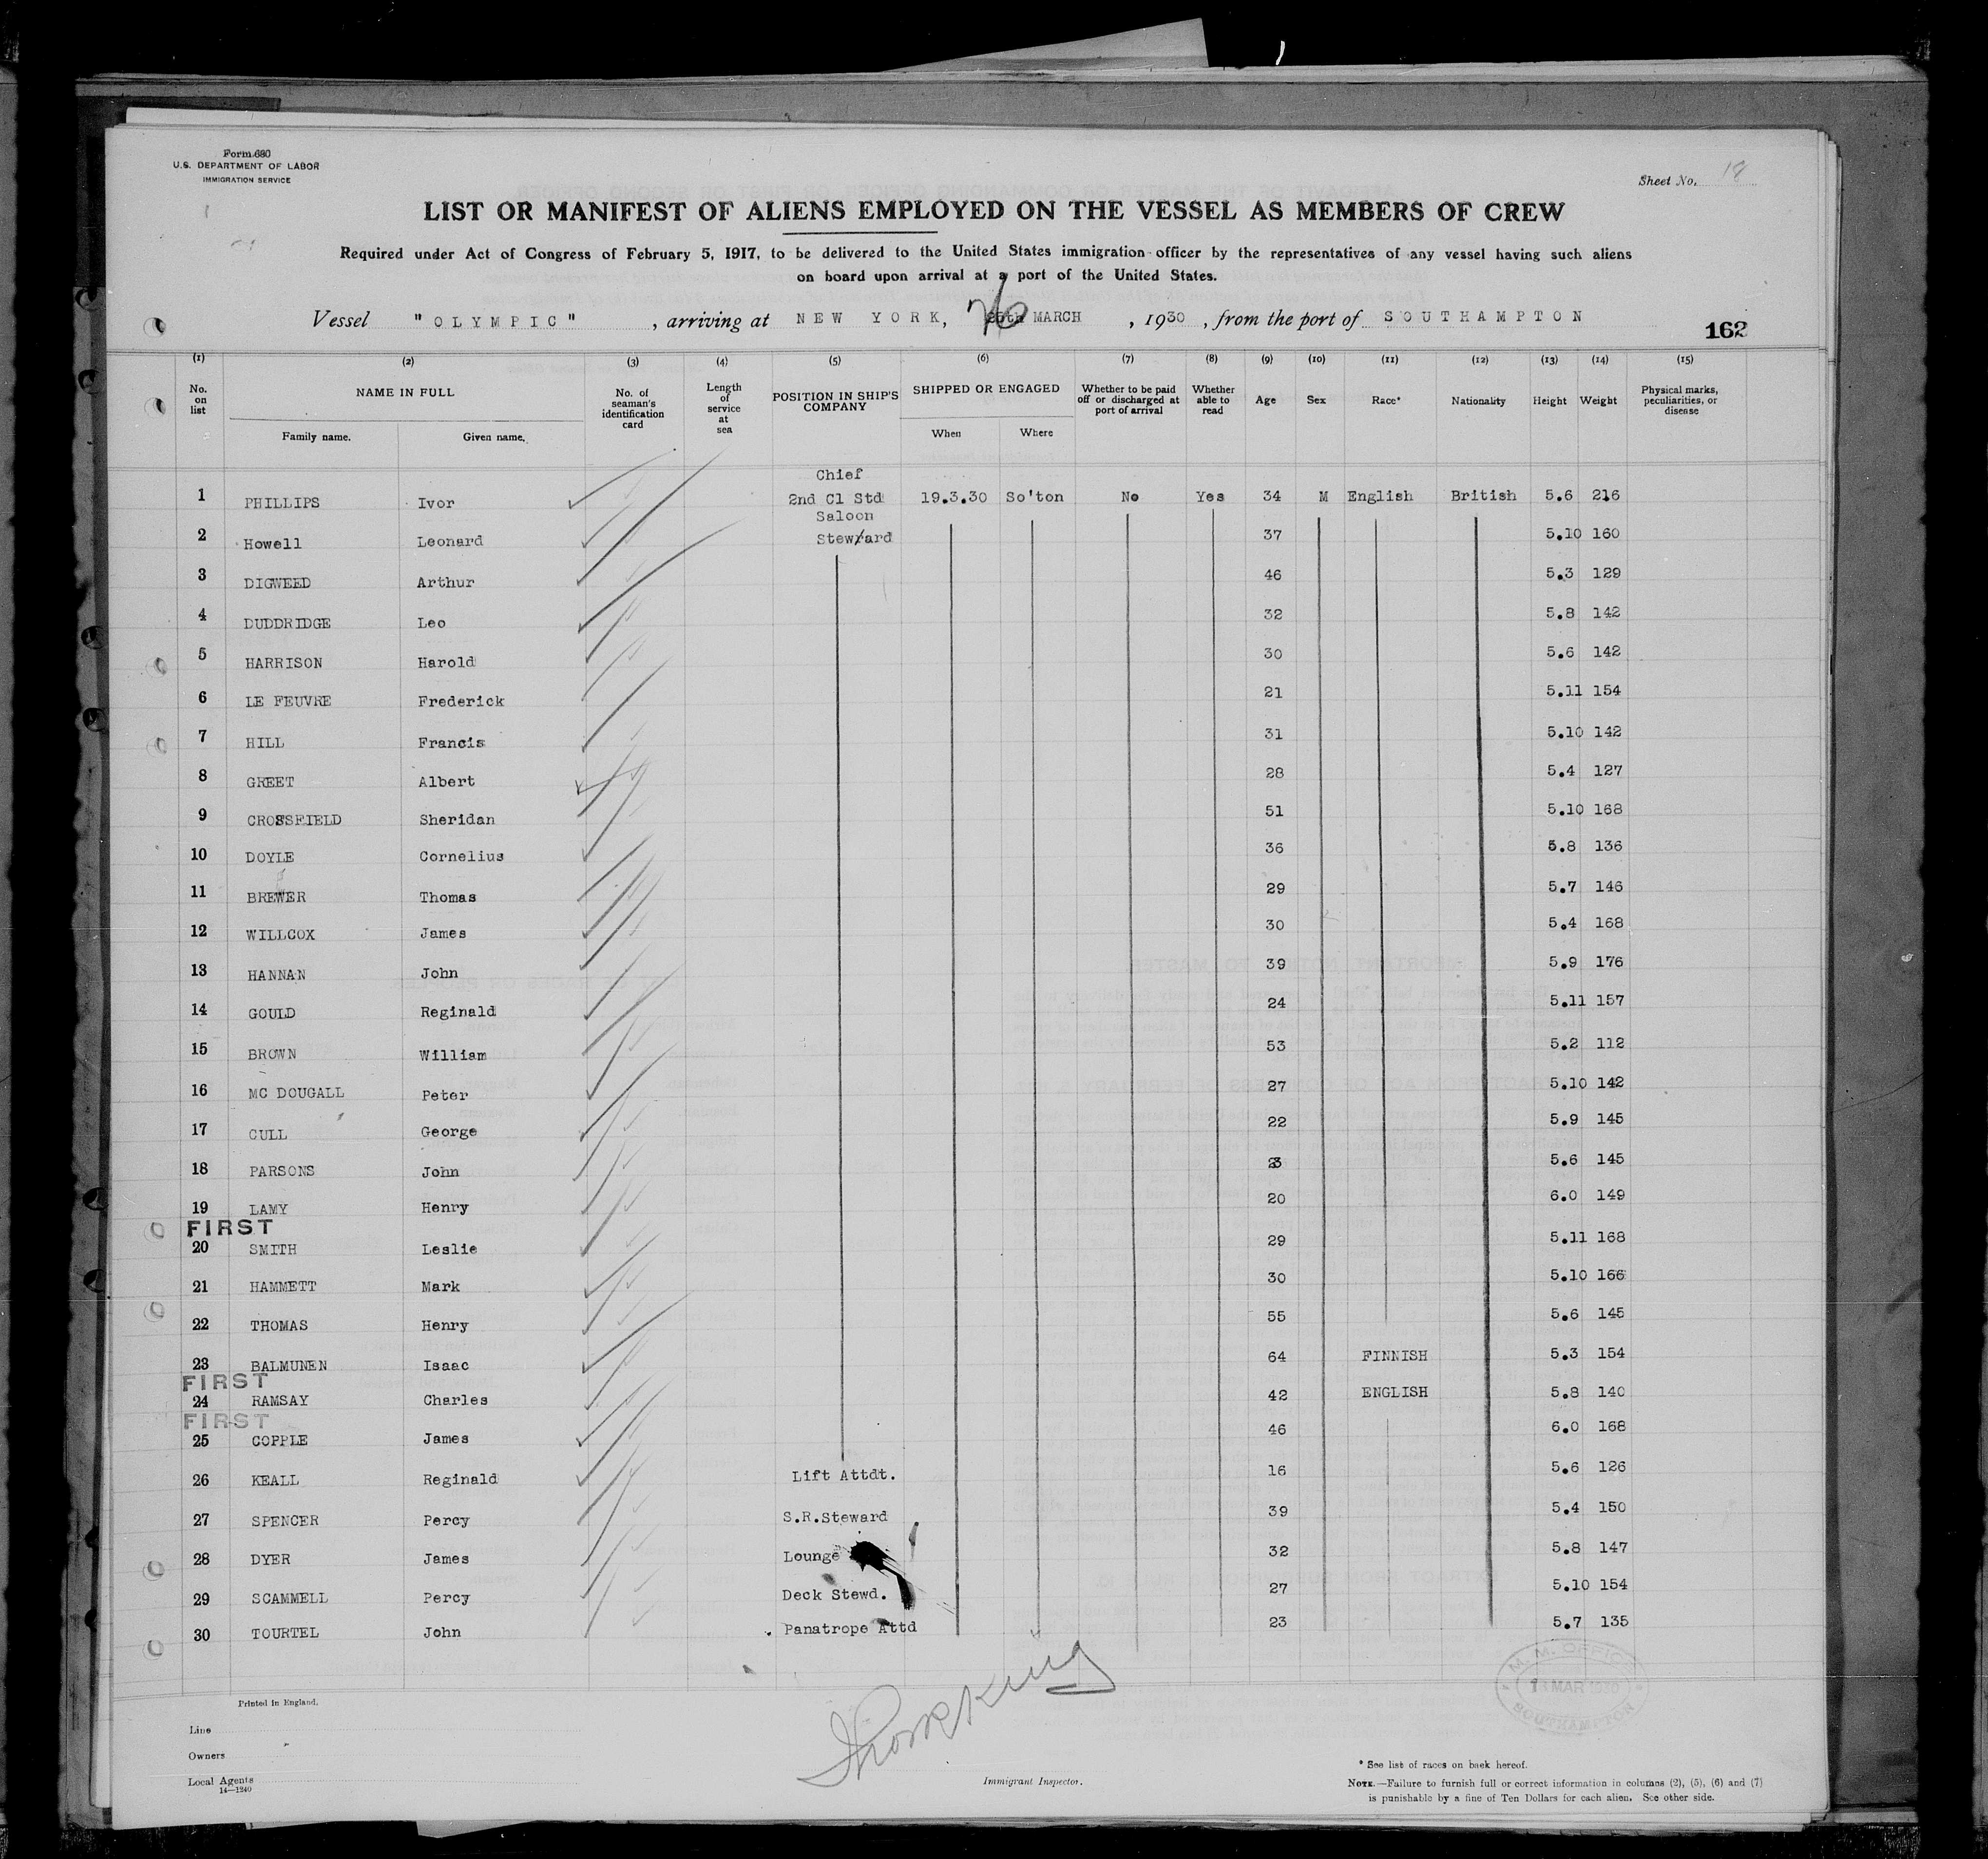 Form 680
U.S. DEPARTMENT OF LABOR
IMMIGRATION SERVICE
Sheet No. 18
LIST OR MANIFEST OF ALIENS EMPLOYED ON THE VESSEL AS MEMBERS OF CREW
Required under Act of Congress of February 5, 1917, to be delivered to the United States immigration officer by the representatives of any vessel having such aliens
on board upon arrival at a port of the United States.
Vessel "OLYMPIC", arriving at NEW YORK, 26 MARCH, 1930, from the port of SOUTHAMPTON
162
(1) (2) (3) (4) (5) (6) (7) (8) (9) (10) (11) (12) (13) (14) (15)
No. on list NAME IN FULL Family name. Given name. No. of seaman's identification card Length of service at sea POSITION IN SHIP'S COMPANY SHIPPED OR ENGAGED When Where Whether to be paid off or discharged at port of arrival Whether able to read Age Sex Race* Nationality Height Weight Physical marks, peculiarities, or disease
1 PHILLIPS Ivor Chief 2nd Cl Std 19.3.30 So'ton No Yes 34 M English British 5.6 216
2 Howell Leonard Saloon Steward 37 5.10 160
3 DIGWEED Arthur 46 5.3 129
4 DUDDRIDGE Leo 32 5.8 142
5 HARRISON Harold 30 5.6 142
6 LE FEUVRE Frederick 21 5.11 154
7 HILL Francis 31 5.10 142
8 GREET Albert 28 5.4 127
9 CROSSFIELD Sheridan 51 5.10 168
10 DOYLE Cornelius 36 5.8 136
11 BREWER Thomas 29 5.7 146
12 WILLCOX James 30 5.4 168
13 HANNAN John 39 5.9 176
14 GOULD Reginald 24 5.11 157
15 BROWN William 53 5.2 112
16 MC DOUGALL Peter 27 5.10 142
17 CULL George 22 5.9 145
18 PARSONS John 5.6 145
19 LAMY Henry 20 6.0 149
FIRST
20 SMITH Leslie 29 5.11 168
21 HAMMETT Mark 30 5.10 166
22 THOMAS Henry 55 5.6 145
23 BALMUNEN Isaac 64 FINNISH 5.3 154
FIRST
24 RAMSAY Charles 42 ENGLISH 5.8 140
FIRST
25 COPPLE James 46 6.0 168
26 KEALL Reginald Lift Attdt. 16 5.6 126
27 SPENCER Percy S.R.Steward 39 5.4 150
28 DYER James Lounge 32 5.8 147
29 SCAMMELL Percy Deck Stewd. 27 5.10 154
30 TOURTEL John Panatrope Attd 23 5.7 135
M. M. OFFICE
MAR 1930
SOUTHAMPTON
Printed in England.
Line
Owners
Local Agents
14—1240
Immigrant Inspector.
* See list of races on back hereof.
NOTE.—Failure to furnish full or correct information in columns (2), (5), (6) and (7)
is punishable by a fine of Ten Dollars for each alien. See other side.